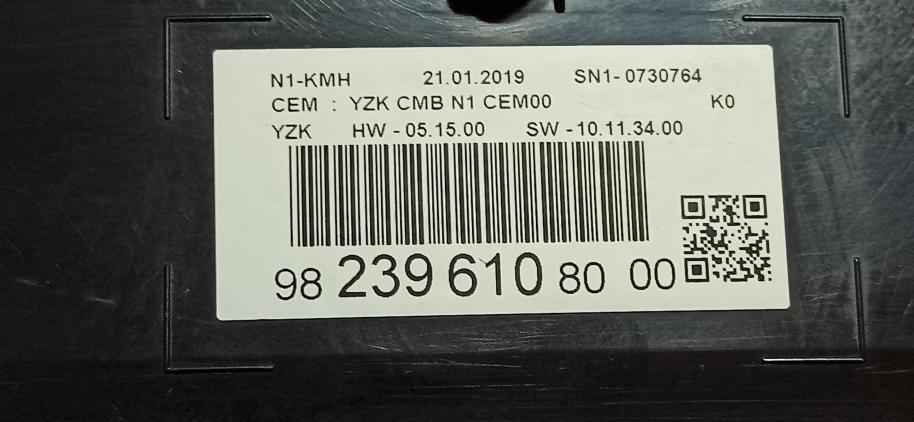 N1-KMH 21.01.2019 SN1- 0730764
CEM : YZK CMB N1 CEM00 K0
YZK HW - 05.15.00 SW -10.11.34.00
98 239 610 80 00